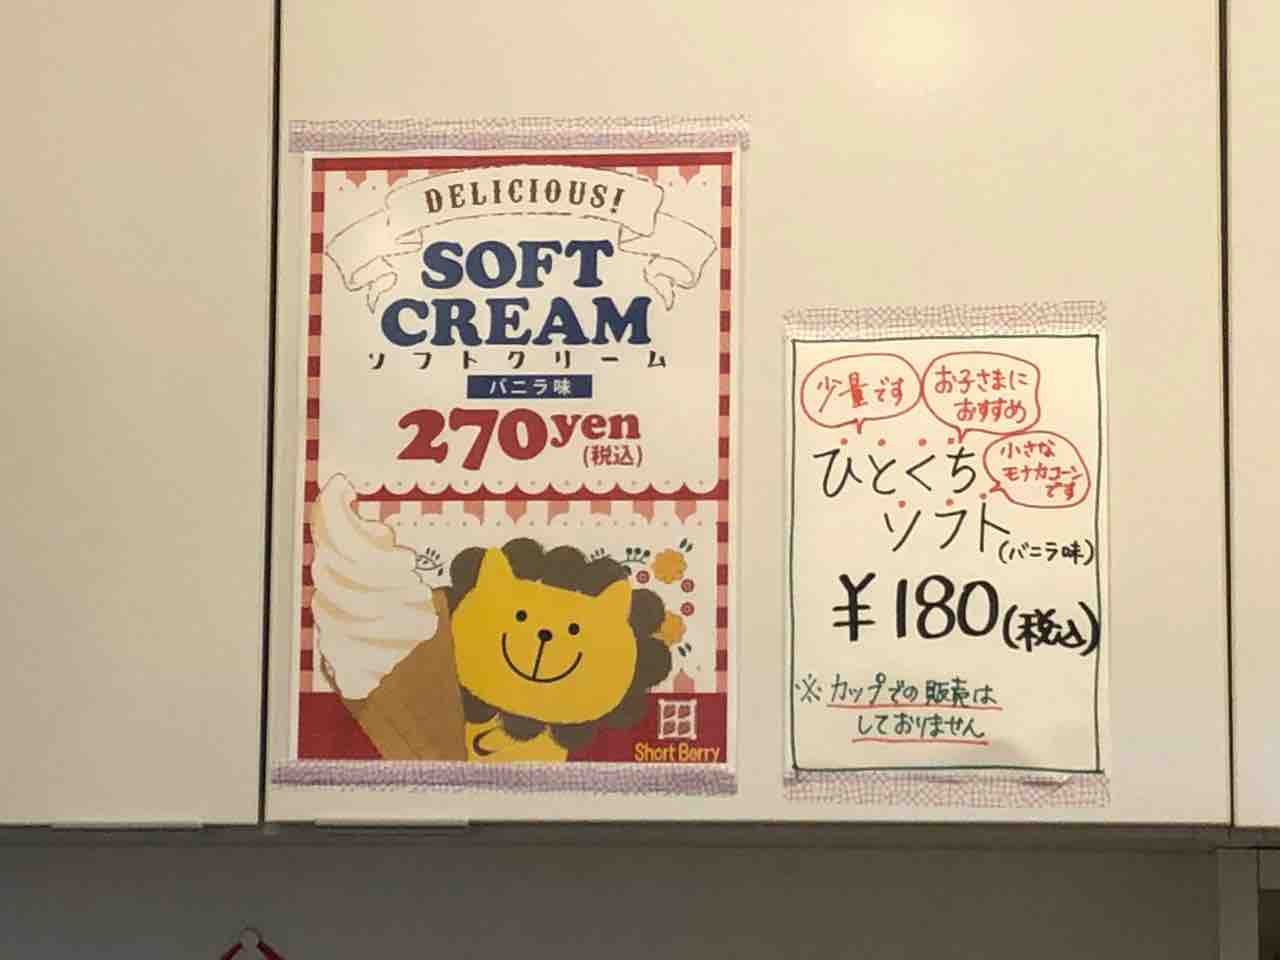 DELICIOUS!
SOFT
CREAM
ソフトクリーム
バニラ味
270yen
(税込)
Short Berry
少量です
お子さまに
おすすめ
ひとくち
小さな
モナカコーン
です
ソフト
(バニラ味)
¥180(税込)
※カップでの販売は
しておりません